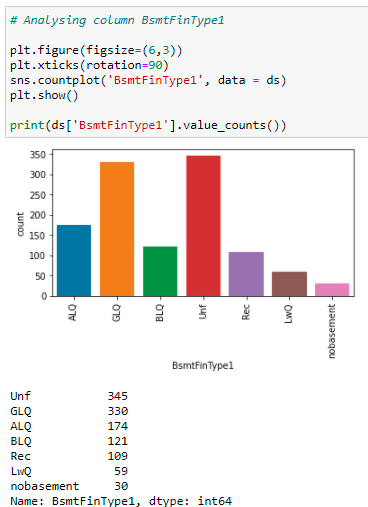 # Analysing column BsmtFinType1
plt.figure(figsize=(6,3))
plt.xticks(rotation=90)
sns.countplot('BsmtFinType1', data = ds)
plt.show()
print(ds['BsmtFinType1'].value_counts())
350
300
250
200
150
100
50
0
count
ALQ
GLQ
BLQ
Unf
Rec
LwQ
nobasement
BsmtFinType1
Unf 345
GLQ 330
ALQ 174
BLQ 121
Rec 109
LwQ 59
nobasement 30
Name: BsmtFinType1, dtype: int64